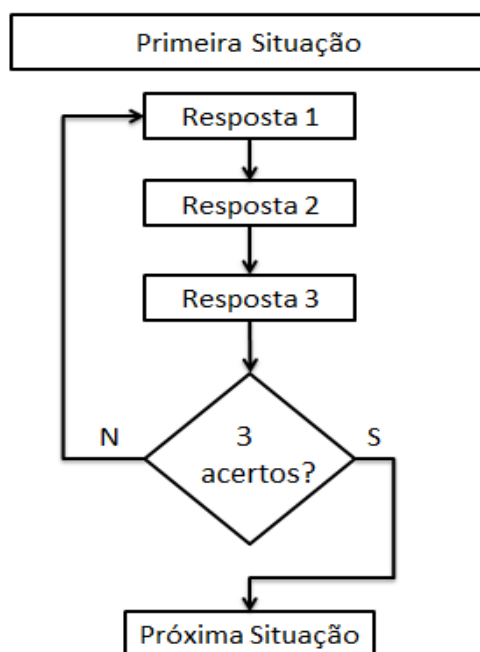 Primeira Situação
Resposta 1
Resposta 2
Resposta 3
N
3
S
acertos?
Próxima Situação